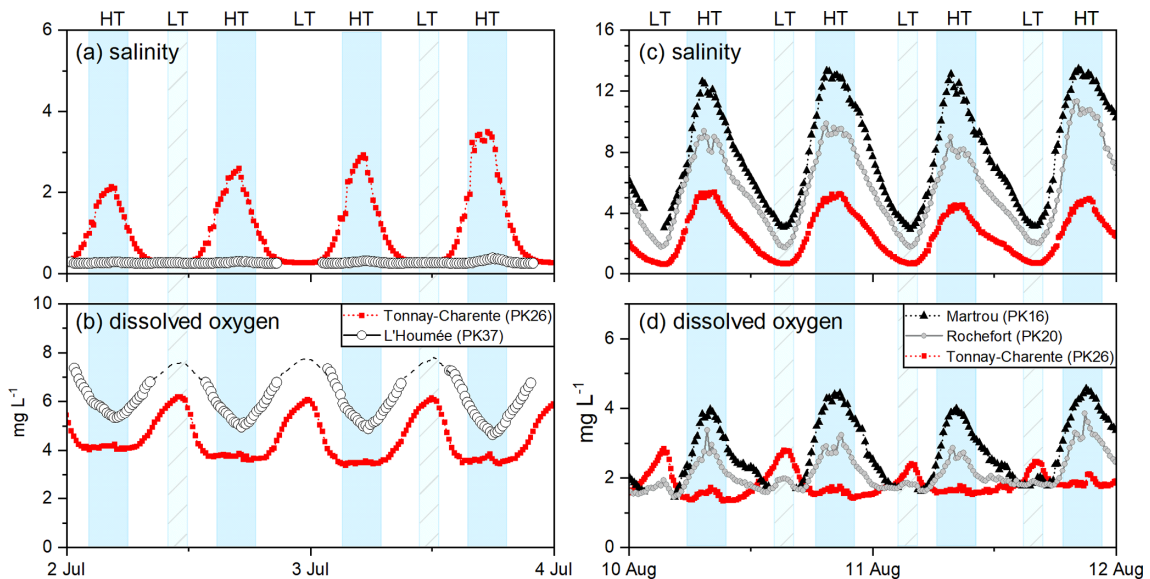 HT LT HT LT HT LT HT
(a) salinity
6
4
2
0
(b) dissolved oxygen
Tonnay-Charente (PK26)
L'Houmée (PK37)
mg L-1
10
8
6
4
2
0
2 Jul 3 Jul 4 Jul
LT HT LT HT LT HT LT HT
(c) salinity
16
12
8
4
0
(d) dissolved oxygen
Martrou (PK16)
Rochefort (PK20)
Tonnay-Charente (PK26)
mg L-1
6
4
2
0
10 Aug 11 Aug 12 Aug